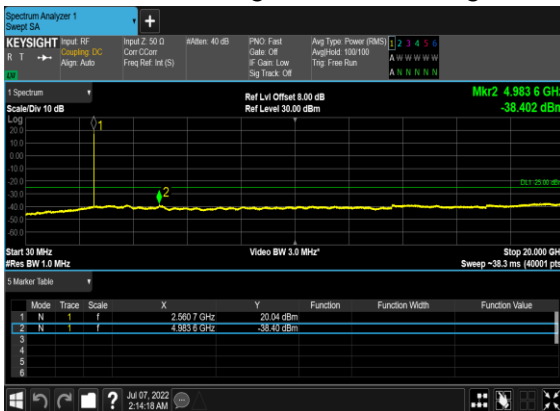 Spectrum Analyzer 1
Swept SA
KEYSIGHT
R T
LV
Input: RF
Coupling: DC
Align: Auto
Input Z: 50 Ω
Corr CCorr
Freq Ref: Int (S)
#Atten: 40 dB
PNO: Fast
Gate: Off
IF Gain: Low
Sig Track: Off
Avg Type: Power (RMS)
Avg|Hold: 100/100
Trig: Free Run
1 2 3 4 5 6
A W W W W W
A N N N N N
1 Spectrum
Scale/Div 10 dB
Ref Lvl Offset 8.00 dB
Ref Level 30.00 dBm
Mkr2 4.983 6 GHz
-38.402 dBm
Log
20.0
10.0
0.00
-10.0
-20.0
-30.0
-40.0
-50.0
-60.0
1
2
DL1 -25.00 dBm
Start 30 MHz
#Res BW 1.0 MHz
Video BW 3.0 MHz*
Stop 20.000 GH
Sweep ~38.3 ms (40001 pts
5 Marker Table
Mode Trace Scale X Y Function Function Width Function Value
1 N 1 f 2.560 7 GHz 20.04 dBm
2 N 1 f 4.983 6 GHz -38.40 dBm
3
4
5
6
?
Jul 07, 2022
2:14:18 AM